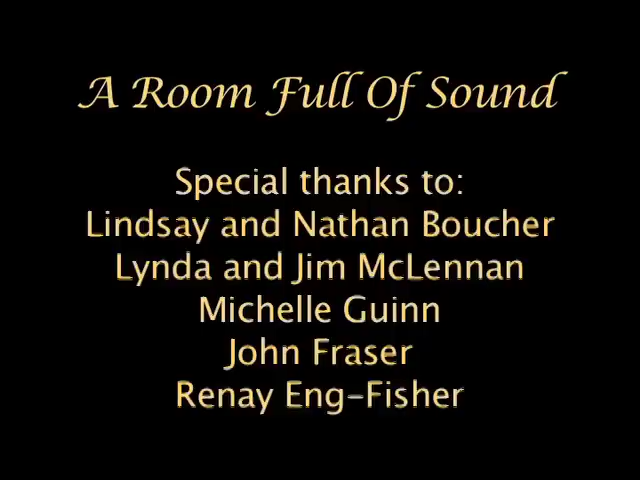 A Room Full Of Sound
Special thanks to:
Lindsay and Nathan Boucher
Lynda and Jim McLennan
Michelle Guinn
John Fraser
Renay Eng-Fisher